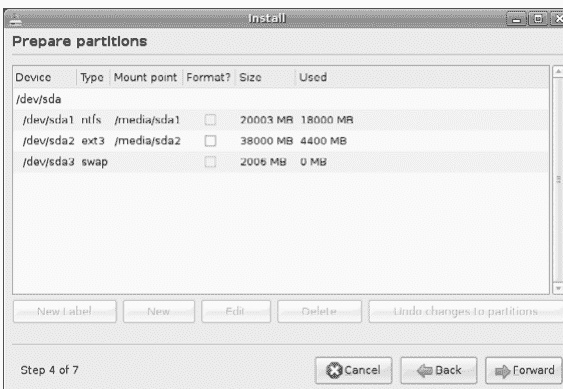 Install
Prepare partitions
Device Type Mount point Format? Size Used
/dev/sda
/dev/sda1 ntfs /media/sda1 20003 MB 18000 MB
/dev/sda2 ext3 /media/sda2 38000 MB 4400 MB
/dev/sda3 swap 2006 MB 0 MB
New Label New Edit Delete Undo changes to partitions
Step 4 of 7 Cancel Back Forward